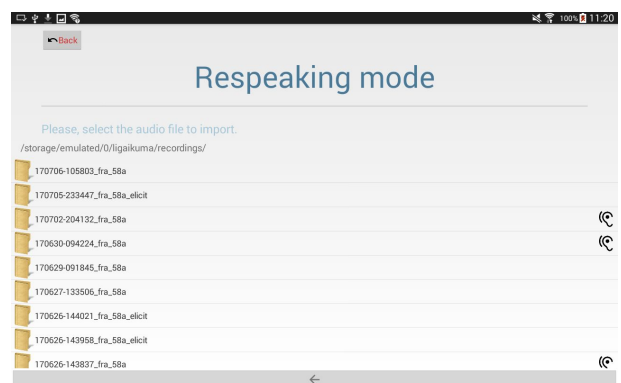 100% 11:20
Back
Respeaking mode
Please, select the audio file to import.
/storage/emulated/0/ligaikuma/recordings/
170706-105803_fra_58a
170705-233447_fra_58a_elicit
170702-204132_fra_58a
170630-094224_fra_58a
170629-091845_fra_58a
170627-133506_fra_58a
170626-144021_fra_58a_elicit
170626-143958_fra_58a_elicit
170626-143837_fra_58a